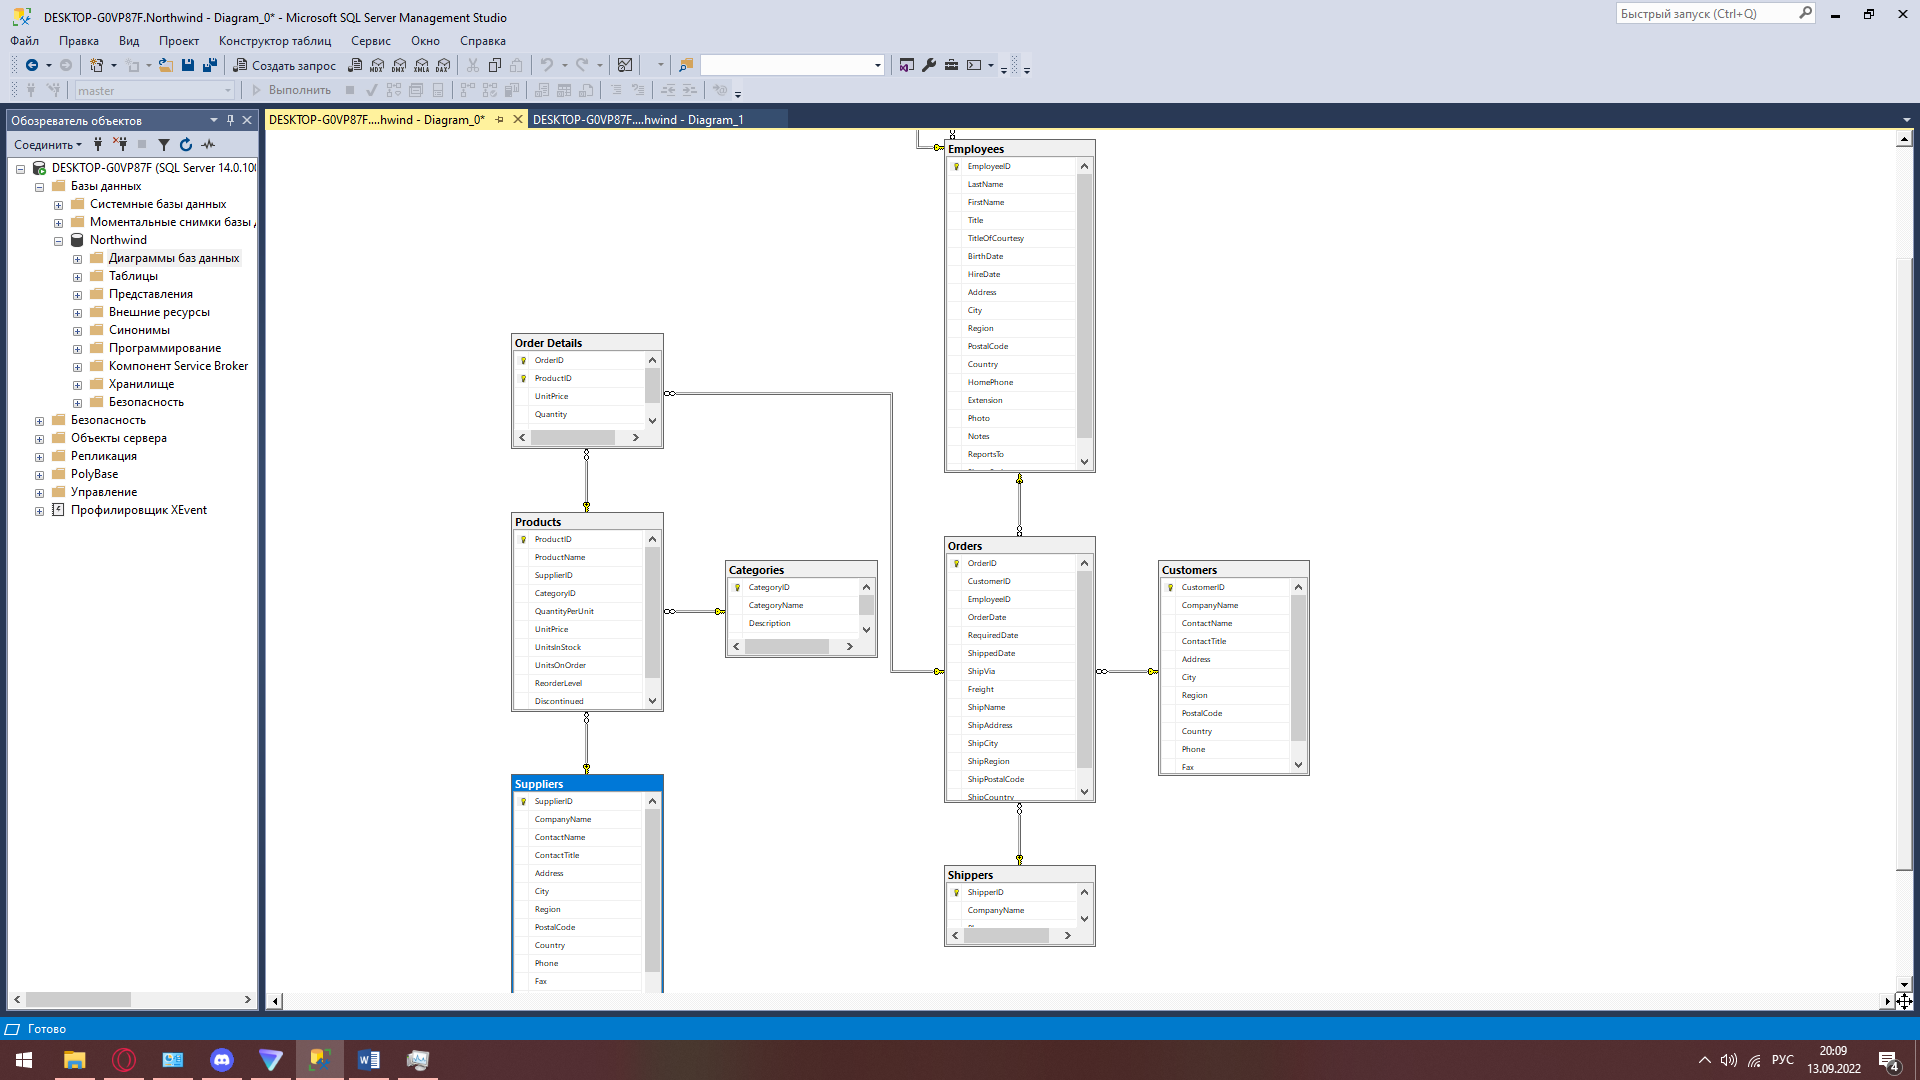 DESKTOP-G0VP87F.Northwind - Diagram_0* - Microsoft SQL Server Management Studio
Быстрый запуск (Ctrl+Q)
Файл Правка Вид Проект Конструктор таблиц Сервис Окно Справка
Создать запрос MDX DMX XMLA DAX
master Выполнить
Обозреватель объектов
Соединить
DESKTOP-G0VP87F (SQL Server 14.0.100
Базы данных
Системные базы данных
Моментальные снимки базы
Northwind
Диаграммы баз данных
Таблицы
Представления
Внешние ресурсы
Синонимы
Программирование
Компонент Service Broker
Хранилище
Безопасность
Безопасность
Объекты сервера
Репликация
PolyBase
Управление
Профилировщик XEvent
DESKTOP-G0VP87F....hwind - Diagram_0*
DESKTOP-G0VP87F....hwind - Diagram_1
Employees
EmployeeID
LastName
FirstName
Title
TitleOfCourtesy
BirthDate
HireDate
Address
City
Region
PostalCode
Country
HomePhone
Extension
Photo
Notes
ReportsTo
Order Details
OrderID
ProductID
UnitPrice
Quantity
Products
ProductID
ProductName
SupplierID
CategoryID
QuantityPerUnit
UnitPrice
UnitsInStock
UnitsOnOrder
ReorderLevel
Discontinued
Categories
CategoryID
CategoryName
Description
Orders
OrderID
CustomerID
EmployeeID
OrderDate
RequiredDate
ShippedDate
ShipVia
Freight
ShipName
ShipAddress
ShipCity
ShipRegion
ShipPostalCode
ShipCountry
Customers
CustomerID
CompanyName
ContactName
ContactTitle
Address
City
Region
PostalCode
Country
Phone
Fax
Suppliers
SupplierID
CompanyName
ContactName
ContactTitle
Address
City
Region
PostalCode
Country
Phone
Fax
Shippers
ShipperID
CompanyName
Готово
РУС
20:09
13.09.2022
4